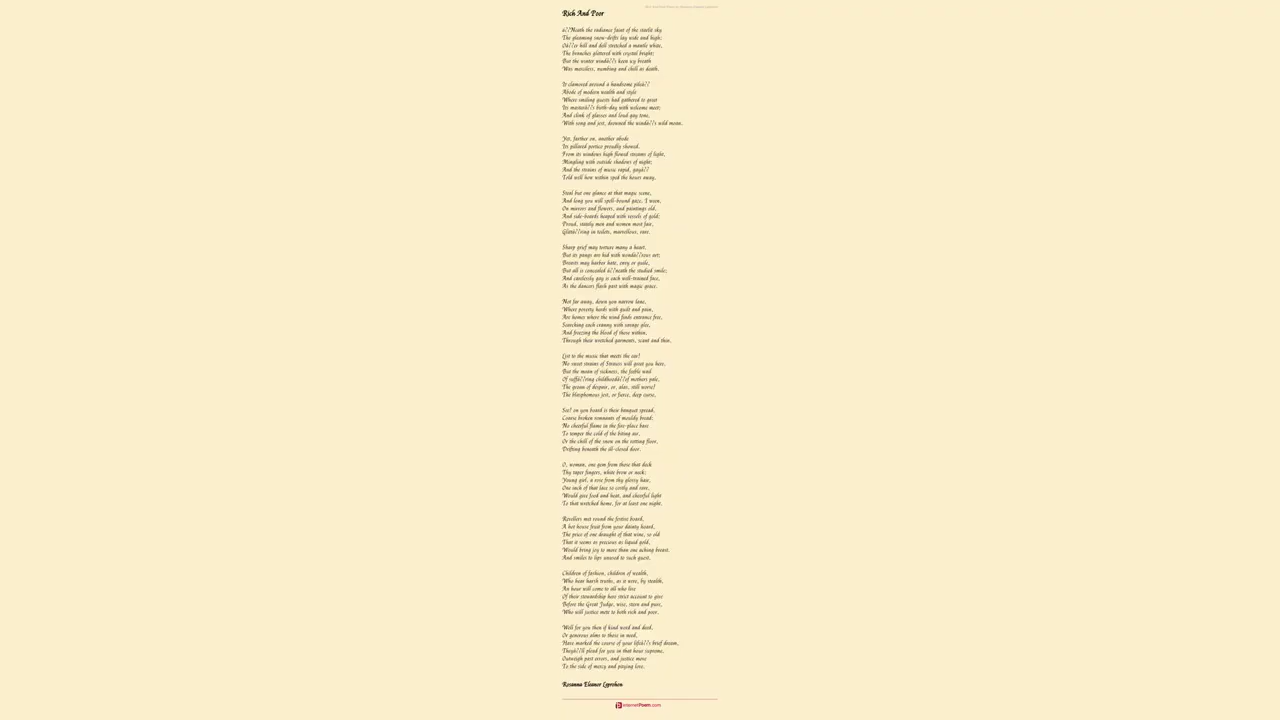 Rich And Poor Poem by Rosanna Eleanor Leprohon
Rich And Poor
â??Neath the radiance faint of the starlit sky
The gleaming snow-drifts lay wide and high;
Oâ??er hill and dell stretched a mantle white,
The branches glittered with crystal bright;
But the winter windâ??s keen icy breath
Was merciless, numbing and chill as death.
It clamored around a handsome pileâ??
Abode of modern wealth and style
Where smiling guests had gathered to greet
Its masterâ??s birth-day with welcome meet;
And clink of glasses and loud gay tone,
With song and jest, drowned the windâ??s wild moan.
Yet, farther on, another abode
Its pillared portico proudly showed.
From its windows high flowed streams of light,
Mingling with outside shadows of night;
And the strains of music rapid, gayâ??
Told well how within sped the hours away.
Steal but one glance at that magic scene,
And long you will spell-bound gaze, I ween,
On mirrors and flowers, and paintings old,
And side-boards heaped with vessels of gold;
Proud, stately men and women most fair,
Glittâ??ring in toilets, marvellous, rare.
Sharp grief may torture many a heart.
But its pangs are hid with wondâ??rous art;
Breasts may harbor hate, envy or guile,
But all is concealed â??neath the studied smile;
And carelessly gay is each well-trained face,
As the dancers flash past with magic grace.
Not far away, down yon narrow lane,
Where poverty herds with guilt and pain,
Are homes where the wind finds entrance free,
Searching each cranny with savage glee,
And freezing the blood of those within,
Through their wretched garments, scant and thin.
List to the music that meets the ear!
No sweet strains of Strauss will greet you here,
But the moan of sickness, the feeble wail
Of suffâ??ring childhoodâ??of mothers pale,
The groan of despair, or, alas, still worse!
The blasphemous jest, or fierce, deep curse,
See! on yon board is their banquet spread,
Coarse broken remnants of mouldy bread;
No cheerful flame in the fire-place bare
To temper the cold of the biting air,
Or the chill of the snow on the rotting floor,
Drifting beneath the ill-closed door.
O, woman, one gem from those that deck
Thy taper fingers, white brow or neck;
Young girl, a rose from thy glossy hair,
One inch of that lace so costly and rare,
Would give food and heat, and cheerful light
To that wretched home, for at least one night.
Revellers met round the festive board,
A hot house fruit from your dainty hoard,
The price of one draught of that wine, so old
That it seems as precious as liquid gold,
Would bring joy to more than one aching breast.
And smiles to lips unused to such guest.
Children of fashion, children of wealth,
Who hear harsh truths, as it were, by stealth,
An hour will come to all who live
Of their stewardship here strict account to give
Before the Great Judge, wise, stern and pure,
Who will justice mete to both rich and poor.
Well for you then if kind word and deed,
Or generous alms to those in need,
Have marked the course of your lifeâ??s brief dream,
Theyâ??ll plead for you in that hour supreme,
Outweigh past errors, and justice move
To the side of mercy and pitying love.
Rosanna Eleanor Leprohon
InternetPoem.com